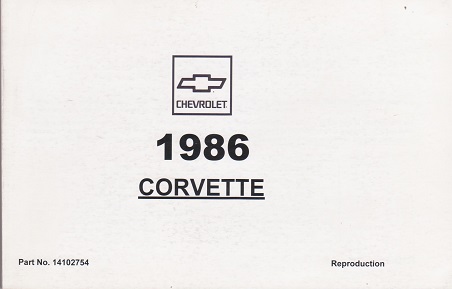 CHEVROLET
1986
CORVETTE
Part No. 14102754
Reproduction